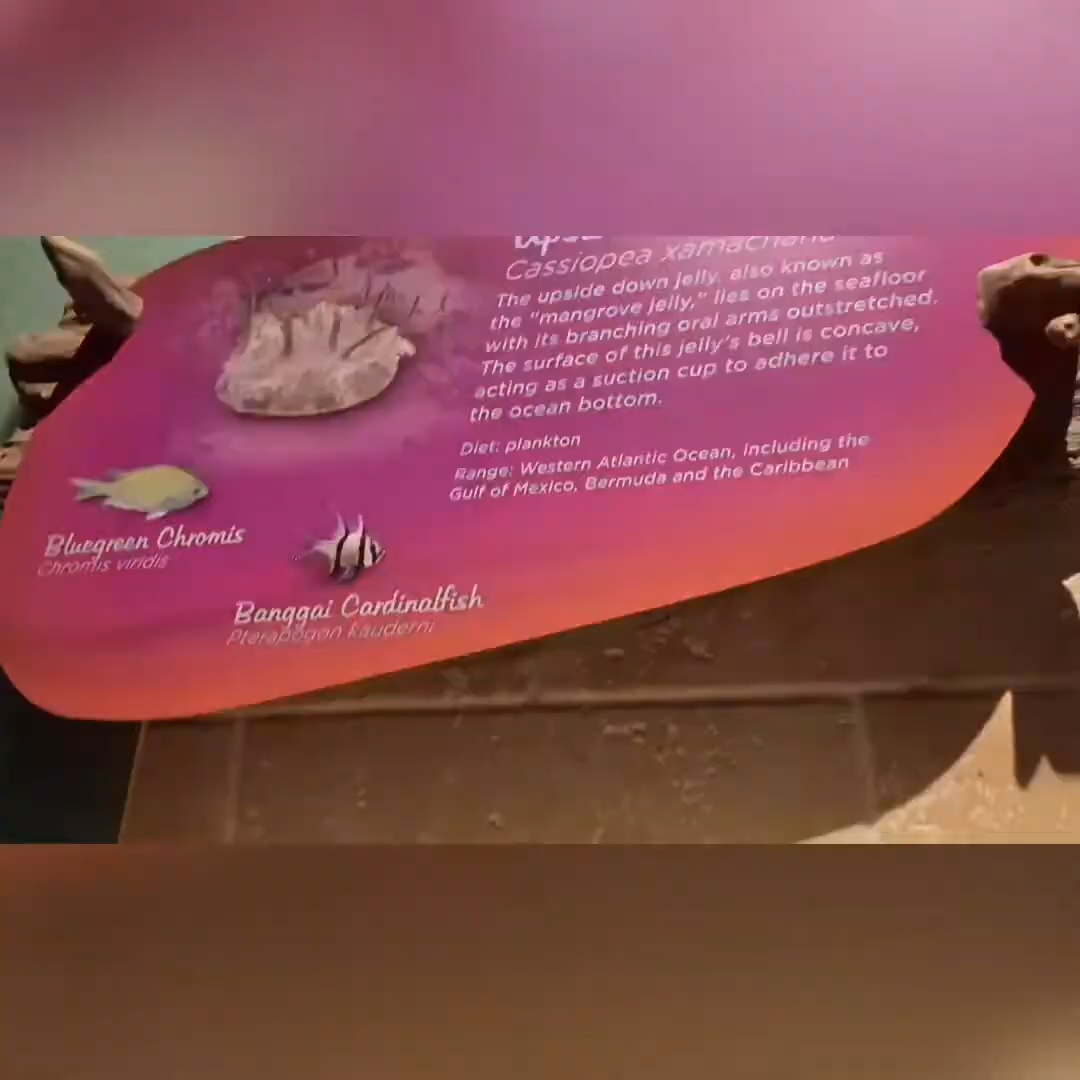 Cassiopea xamachana
The upside down jelly, also known as
the "mangrove jelly," lies on the seafloor
with its branching oral arms outstretched.
The surface of this jelly's bell is concave,
acting as a suction cup to adhere it to
the ocean bottom.
Diet: plankton
Range: Western Atlantic Ocean, including the
Gulf of Mexico, Bermuda and the Caribbean
Bluegreen Chromis
Chromis viridis
Banggai Cardinalfish
Pterapogon kauderni